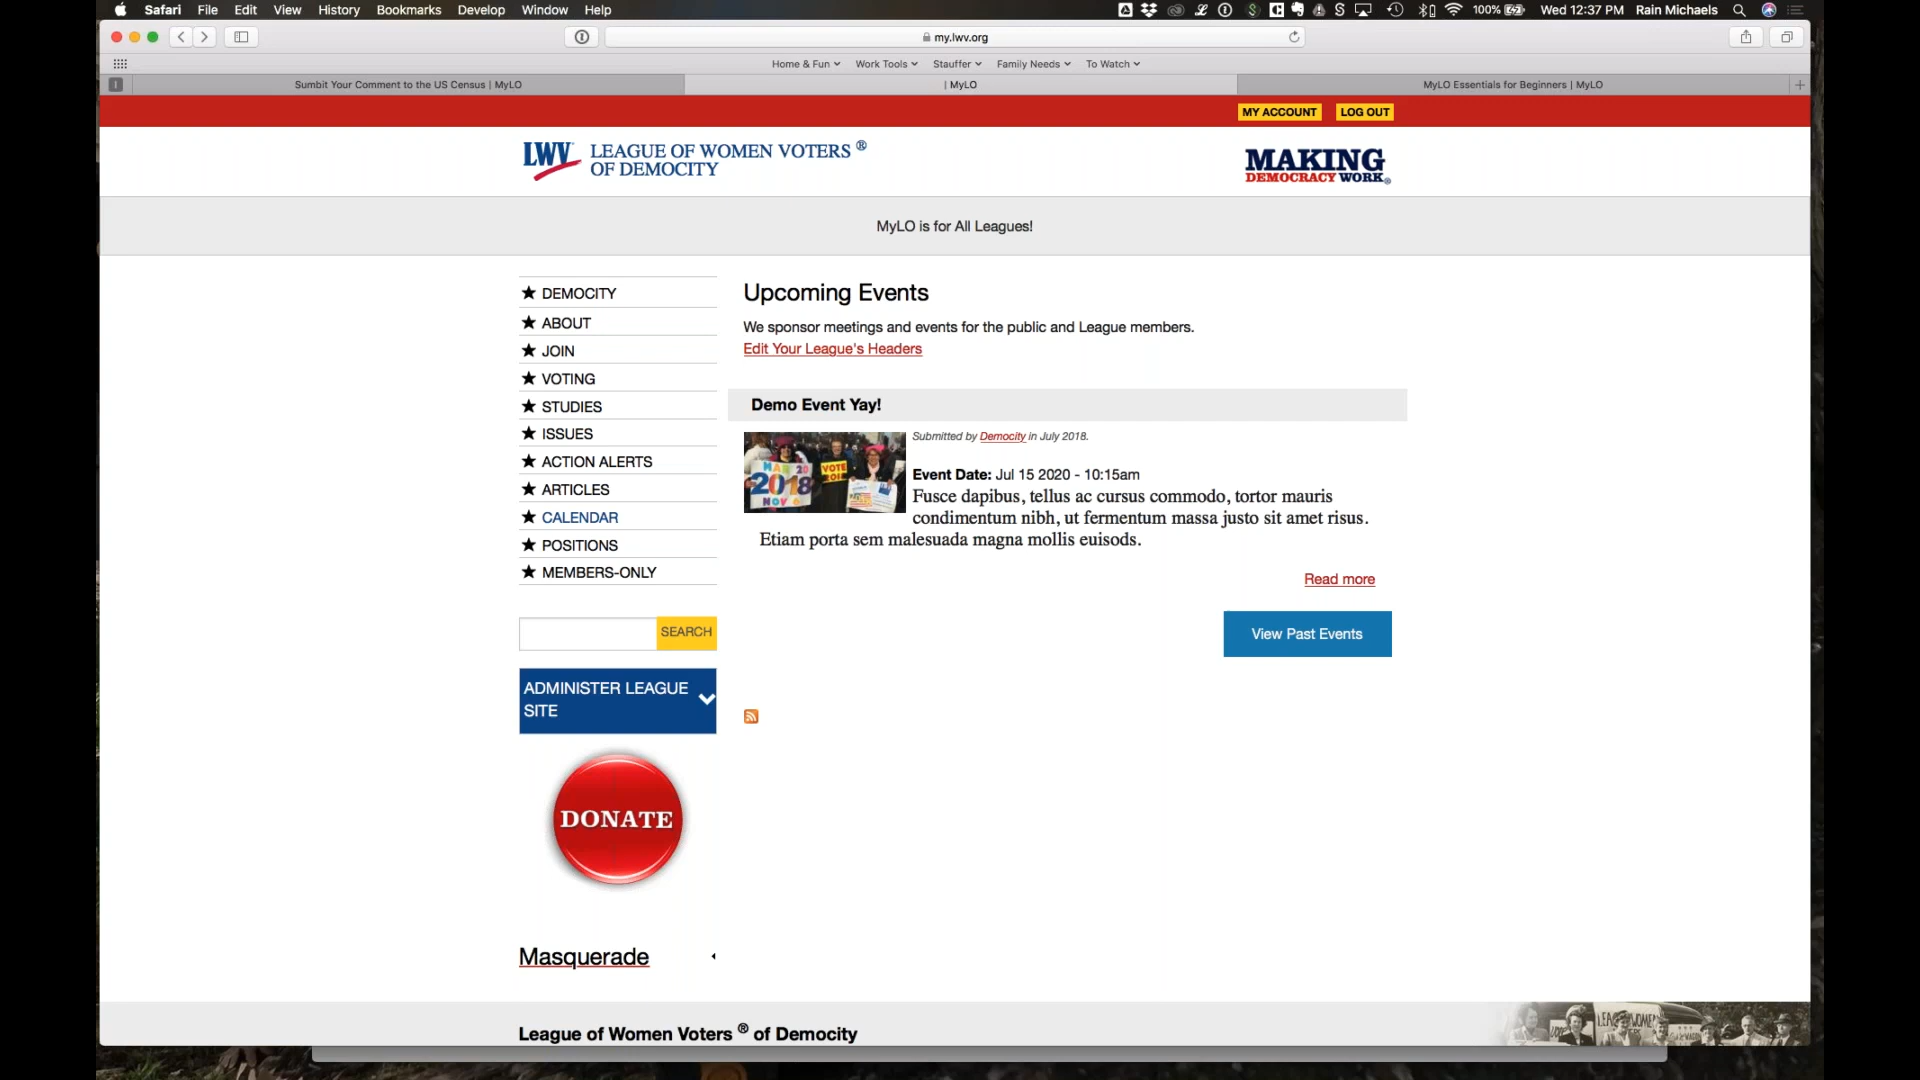 Safari File Edit View History Bookmarks Develop Window Help
100% Wed 12:37 PM Rain Michaels
my.lwv.org
Home & Fun Work Tools Stauffer Family Needs To Watch
Sumbit Your Comment to the US Census | MyLO
| MyLO
MyLO Essentials for Beginners | MyLO
MY ACCOUNT LOG OUT
LWV LEAGUE OF WOMEN VOTERS ®
OF DEMOCITY
MAKING
DEMOCRACY WORK®
MyLO is for All Leagues!
★ DEMOCITY
★ ABOUT
★ JOIN
★ VOTING
★ STUDIES
★ ISSUES
★ ACTION ALERTS
★ ARTICLES
★ CALENDAR
★ POSITIONS
★ MEMBERS-ONLY
SEARCH
ADMINISTER LEAGUE
SITE
DONATE
Masquerade
Upcoming Events
We sponsor meetings and events for the public and League members.
Edit Your League's Headers
Demo Event Yay!
2018
VOTE
Submitted by Democity in July 2018.
Event Date: Jul 15 2020 - 10:15am
Fusce dapibus, tellus ac cursus commodo, tortor mauris
condimentum nibh, ut fermentum massa justo sit amet risus.
Etiam porta sem malesuada magna mollis euisods.
Read more
View Past Events
League of Women Voters ® of Democity